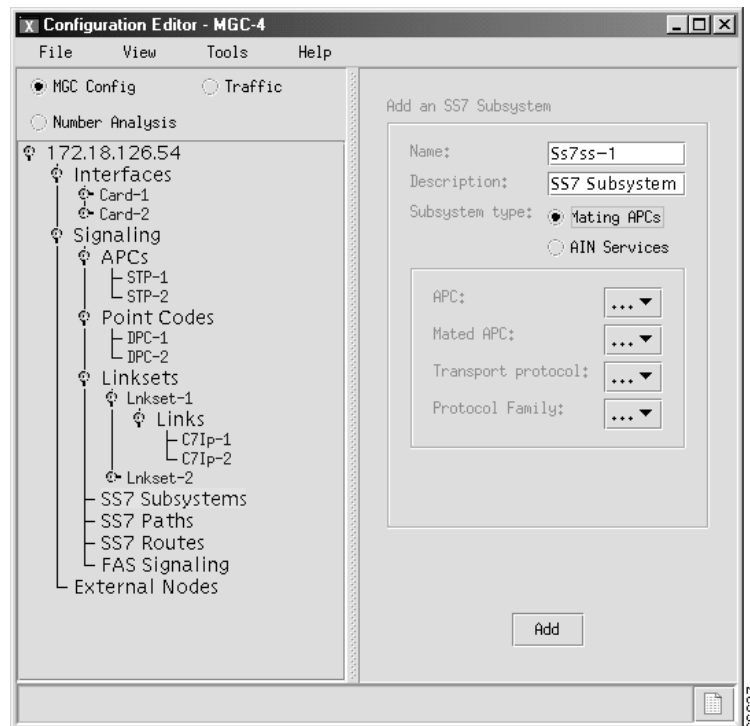 X Configuration Editor - MGC-4
File View Tools Help
MGC Config Traffic
Number Analysis
172.18.126.54
Interfaces
Card-1
Card-2
Signaling
APCs
STP-1
STP-2
Point Codes
DPC-1
DPC-2
Linksets
Lnkset-1
Links
C7Ip-1
C7Ip-2
Lnkset-2
SS7 Subsystems
SS7 Paths
SS7 Routes
FAS Signaling
External Nodes
Add an SS7 Subsystem
Name: Ss7ss-1
Description: SS7 Subsystem
Subsystem type: Mating APCs
AIN Services
APC: ...
Mated APC: ...
Transport protocol: ...
Protocol Family: ...
Add